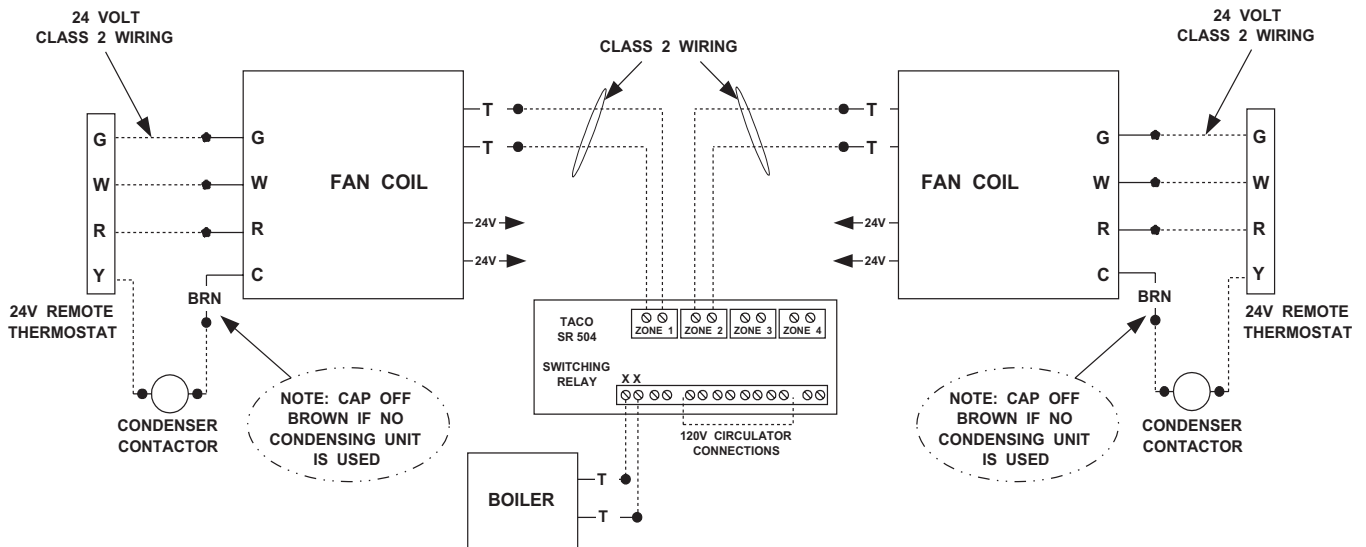 24 VOLT
CLASS 2 WIRING
CLASS 2 WIRING
24 VOLT
CLASS 2 WIRING
G
W
R
Y
24V REMOTE
THERMOSTAT
G
W
R
C
BRN
FAN COIL
T
T
24V
24V
CONDENSER
CONTACTOR
NOTE: CAP OFF
BROWN IF NO
CONDENSING UNIT
IS USED
TACO
SR 504
SWITCHING
RELAY
ZONE 1
ZONE 2
ZONE 3
ZONE 4
X X
120V CIRCULATOR
CONNECTIONS
BOILER
T
T
T
T
24V
24V
FAN COIL
G
W
R
C
BRN
G
W
R
Y
24V REMOTE
THERMOSTAT
NOTE: CAP OFF
BROWN IF NO
CONDENSING UNIT
IS USED
CONDENSER
CONTACTOR